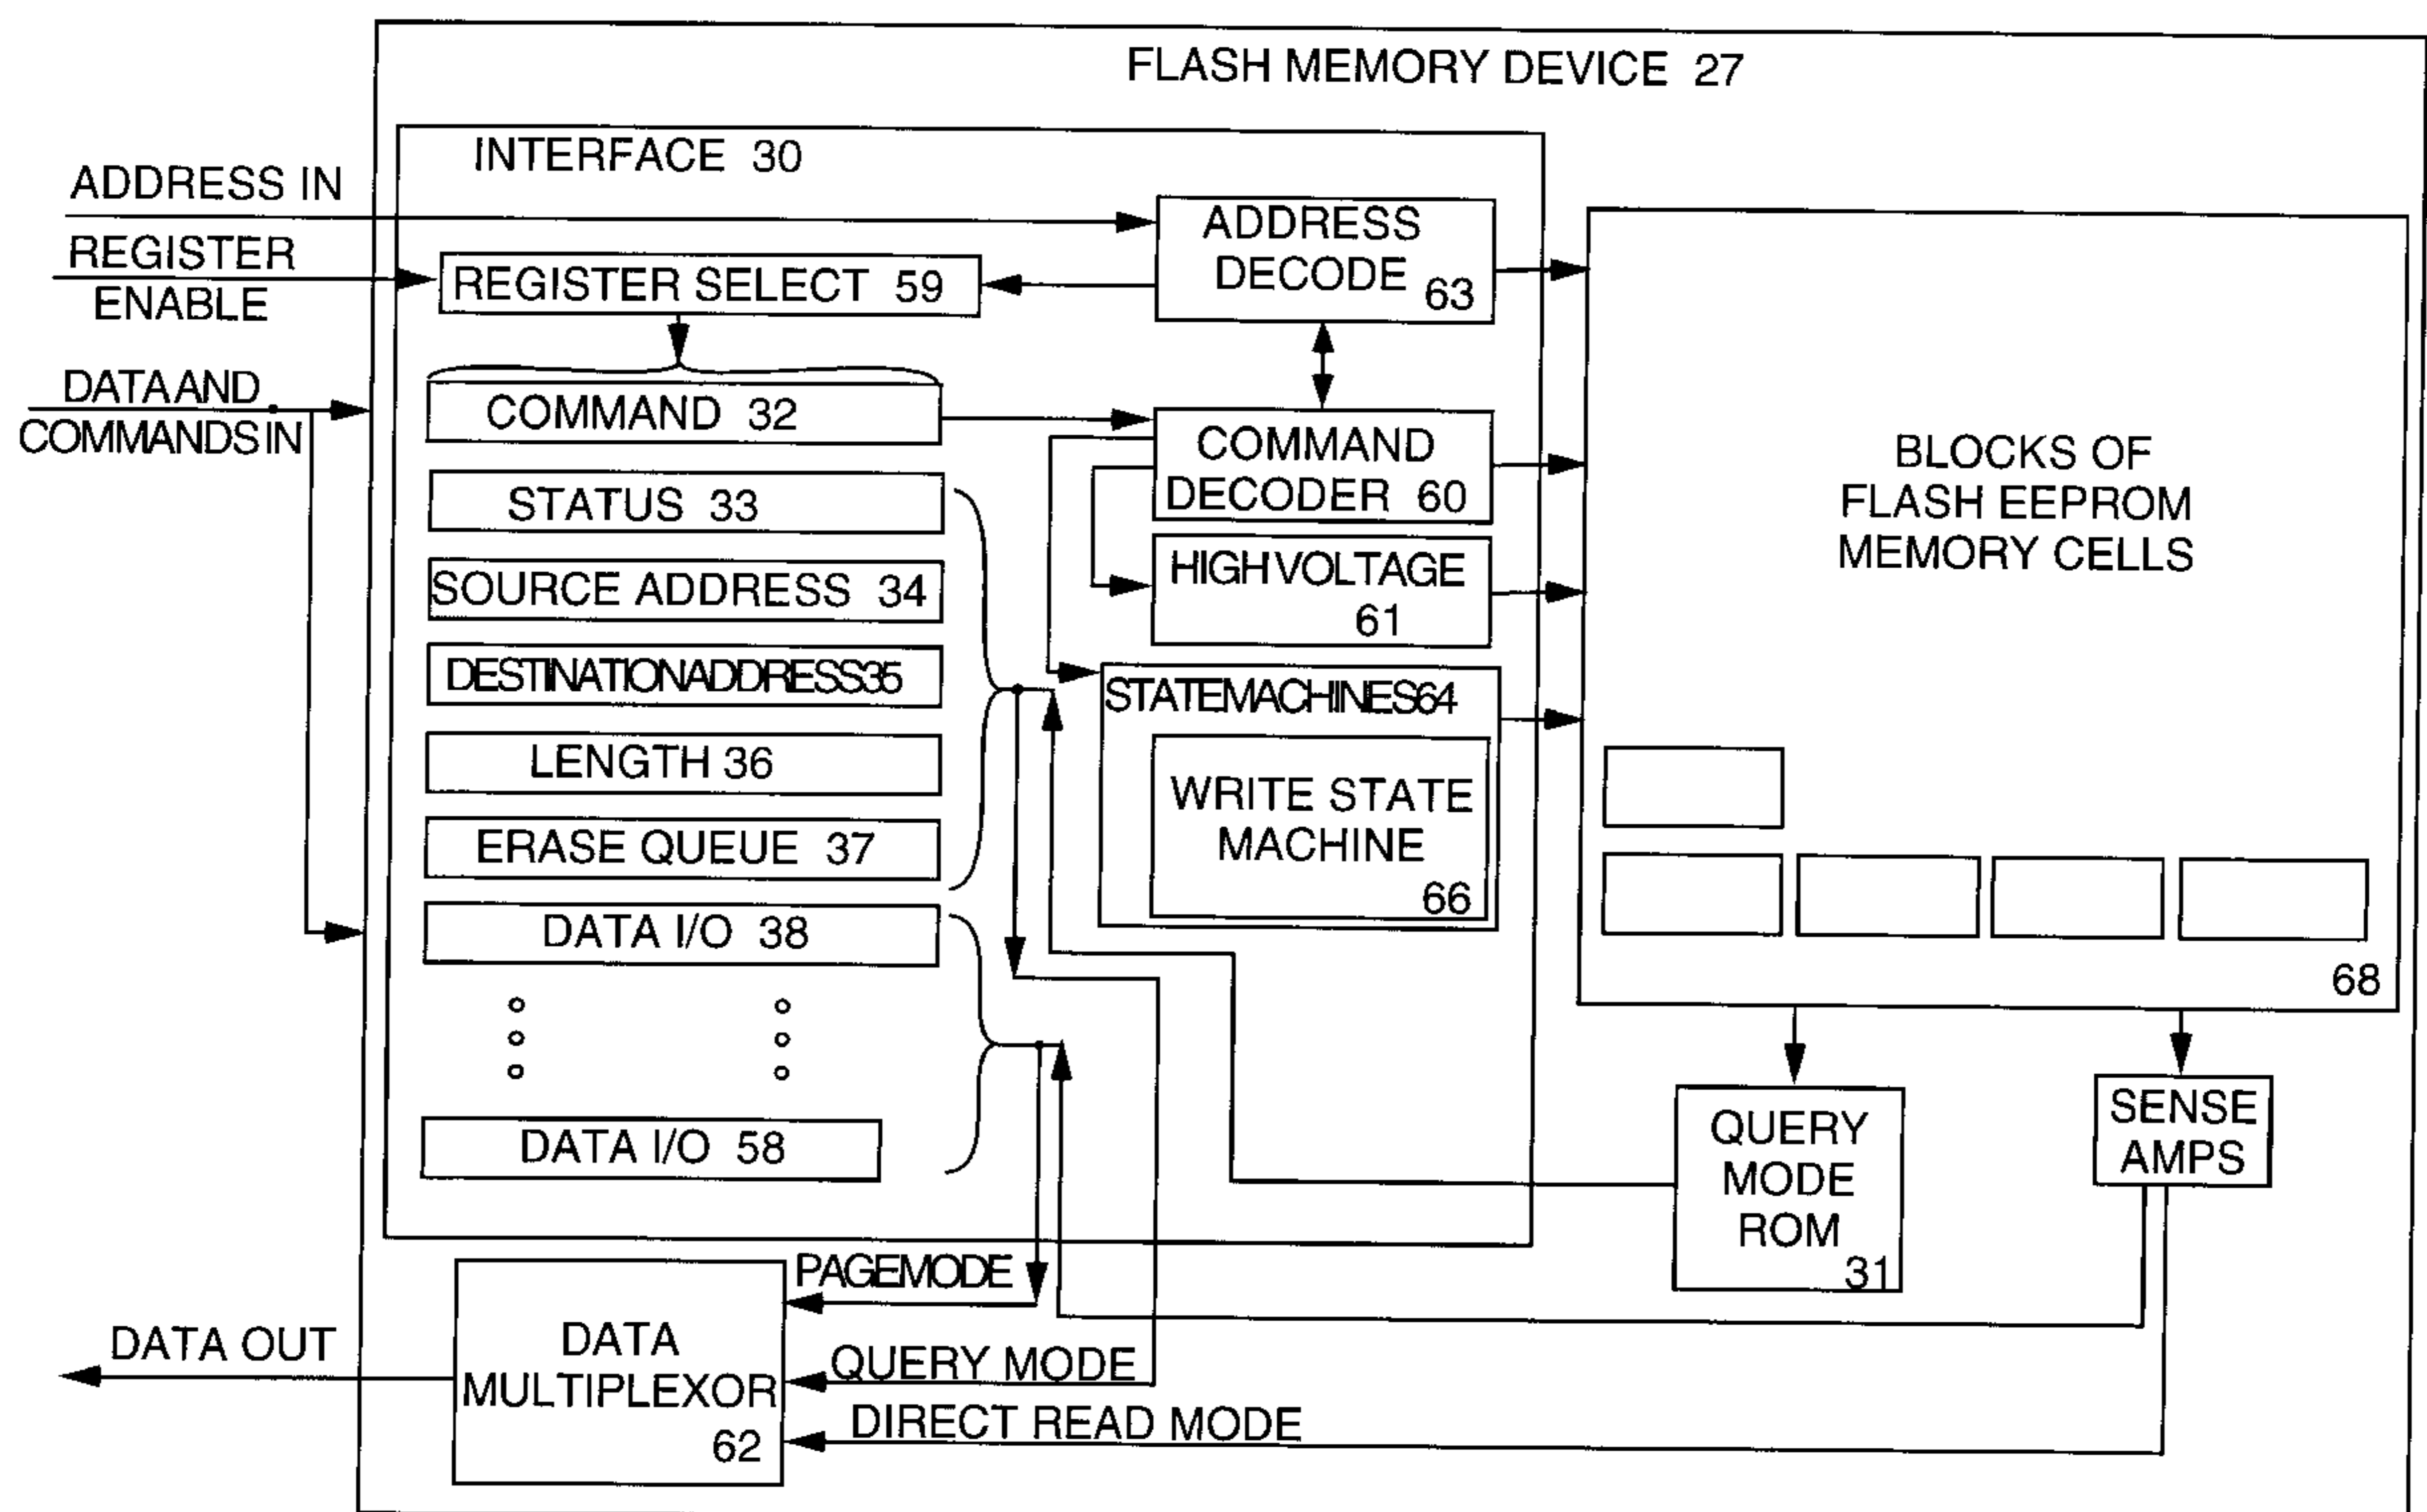 FLASH MEMORY DEVICE 27
INTERFACE 30
ADDRESS IN
REGISTER
ENABLE
DATA AND
COMMANDS IN
REGISTER SELECT 59
ADDRESS
DECODE 63
COMMAND 32
STATUS 33
SOURCE ADDRESS 34
DESTINATION ADDRESS 35
LENGTH 36
ERASE QUEUE 37
DATA I/O 38
DATA I/O 58
COMMAND
DECODER 60
HIGH VOLTAGE
61
STATE MACHINES 64
WRITE STATE
MACHINE
66
BLOCKS OF
FLASH EEPROM
MEMORY CELLS
68
QUERY
MODE
ROM
31
SENSE
AMPS
PAGE MODE
QUERY MODE
DIRECT READ MODE
DATA
MULTIPLEXOR
62
DATA OUT